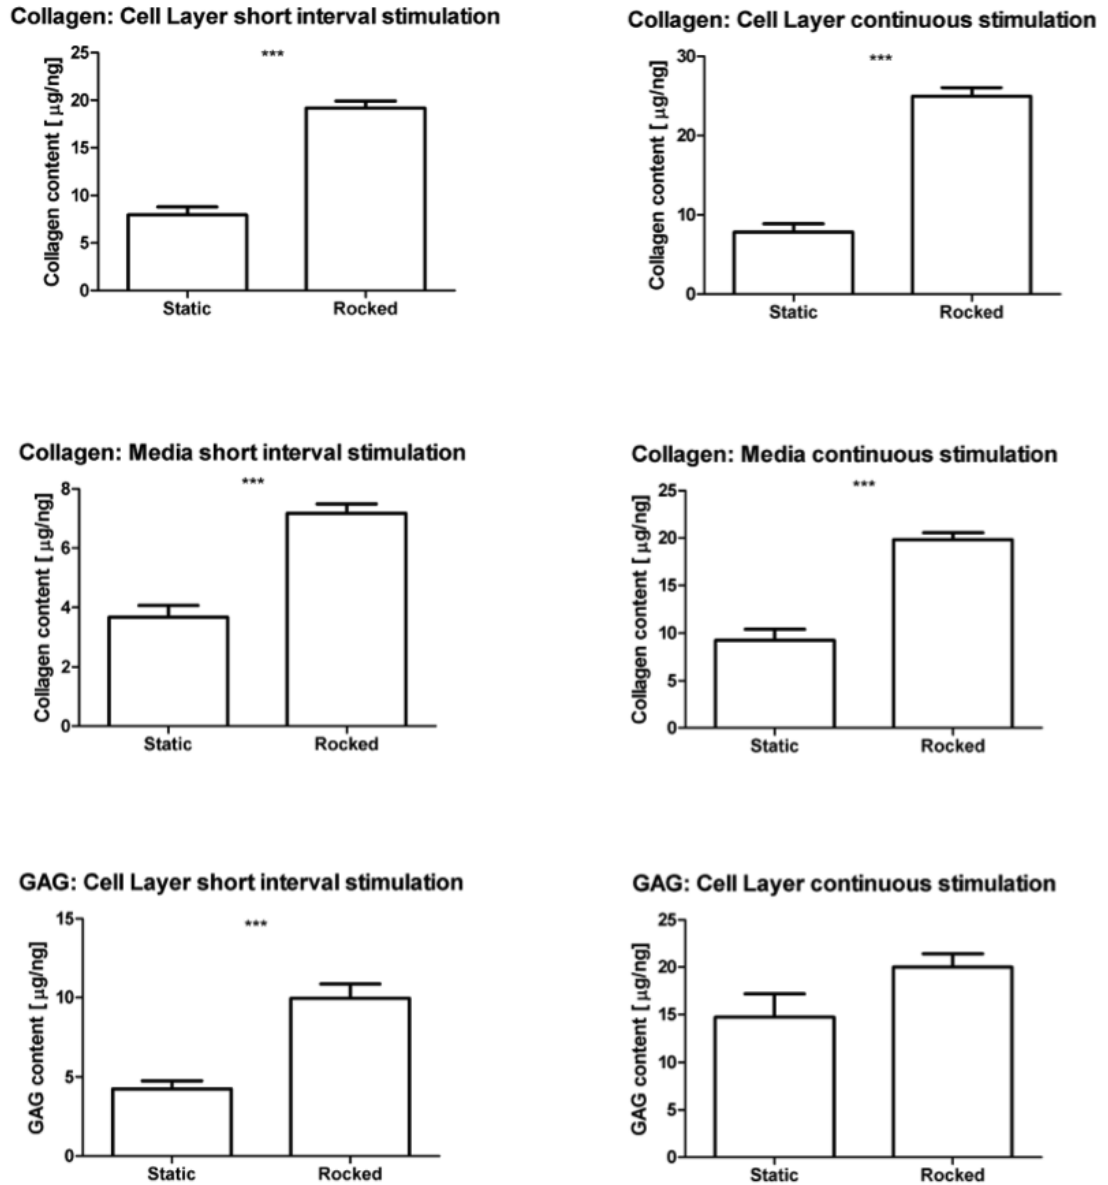 Collagen: Cell Layer short interval stimulation
***
Collagen content [ µg/ng]
25
20
15
10
5
0
Static Rocked
Collagen: Cell Layer continuous stimulation
***
Collagen content [ µg/ng]
30
20
10
0
Static Rocked
Collagen: Media short interval stimulation
***
Collagen content [ µg/ng]
8
6
4
2
0
Static Rocked
Collagen: Media continuous stimulation
***
Collagen content [ µg/ng]
25
20
15
10
5
0
Static Rocked
GAG: Cell Layer short interval stimulation
***
GAG content [ µg/ng]
15
10
5
0
Static Rocked
GAG: Cell Layer continuous stimulation
GAG content [ µg/ng]
25
20
15
10
5
0
Static Rocked